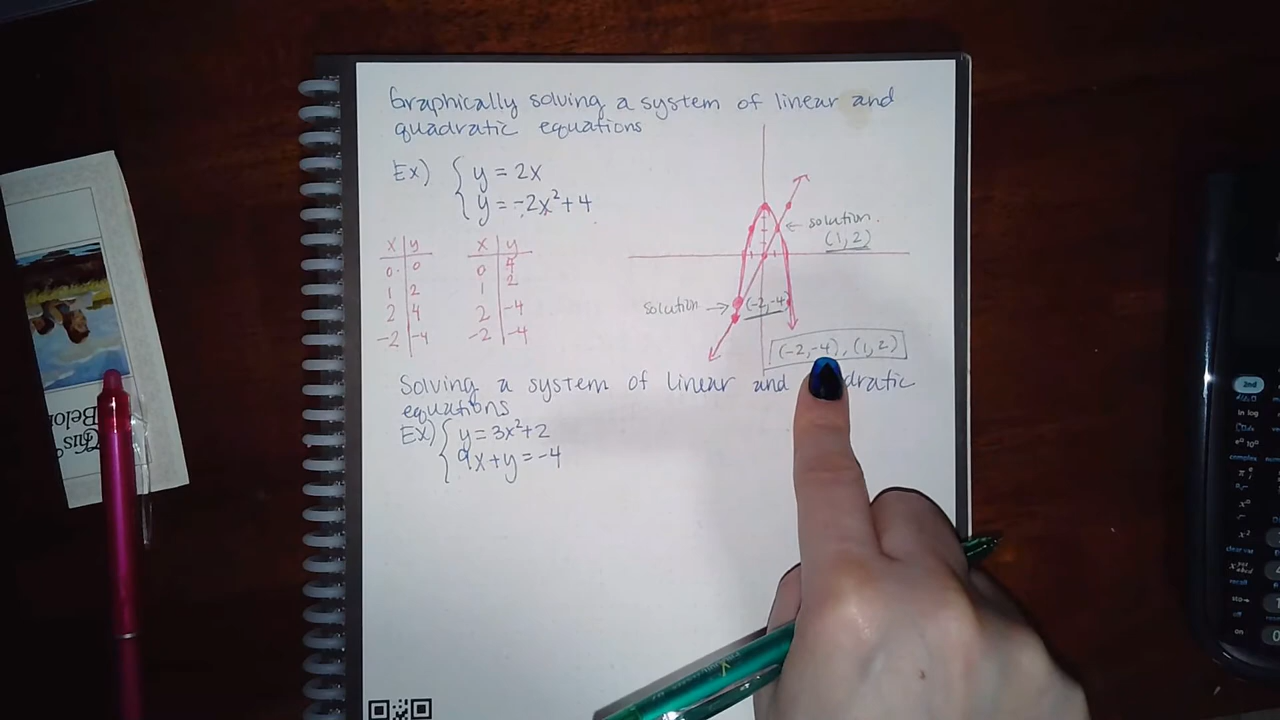 Graphically solving a system of linear and
quadratic equations
Ex) { y = 2x
y = -2x²+4
x | y
0 | 0
1 | 2
2 | 4
-2 | -4
x | y
0 | 4
1 | 2
2 | -4
-2 | -4
← solution.
(1,2)
solution → (-2,-4)
(-2,-4), (1,2)
Solving a system of linear and
equations
Ex) { y = 3x²+2
9x+y = -4
2nd